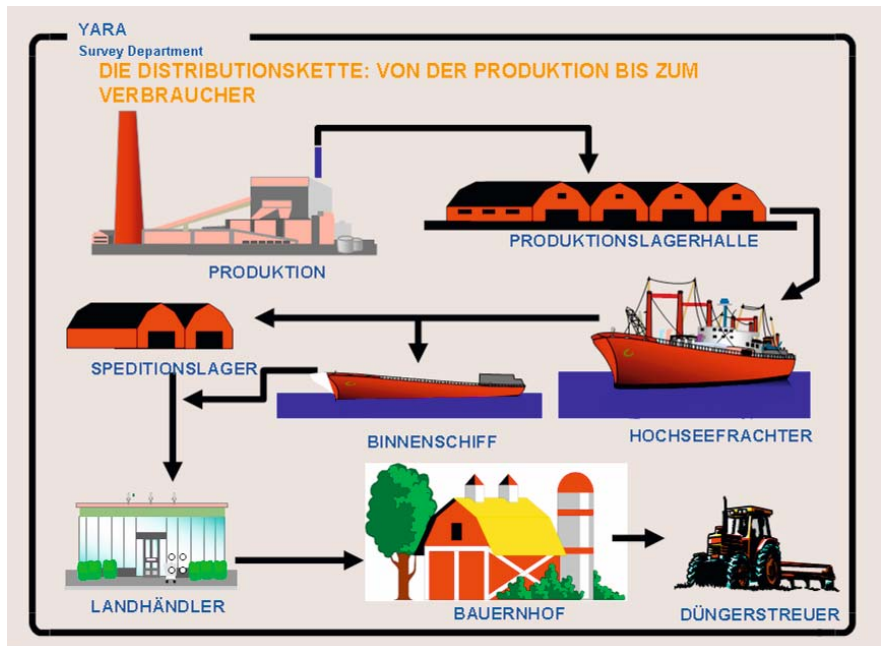 YARA
Survey Department
DIE DISTRIBUTIONSKETTE: VON DER PRODUKTION BIS ZUM
VERBRAUCHER
PRODUKTION
PRODUKTIONSLAGERHALLE
SPEDITIONSLAGER
BINNENSCHIFF
HOCHSEEFRACHTER
LANDHÄNDLER
BAUERNHOF
DÜNGERSTREUER